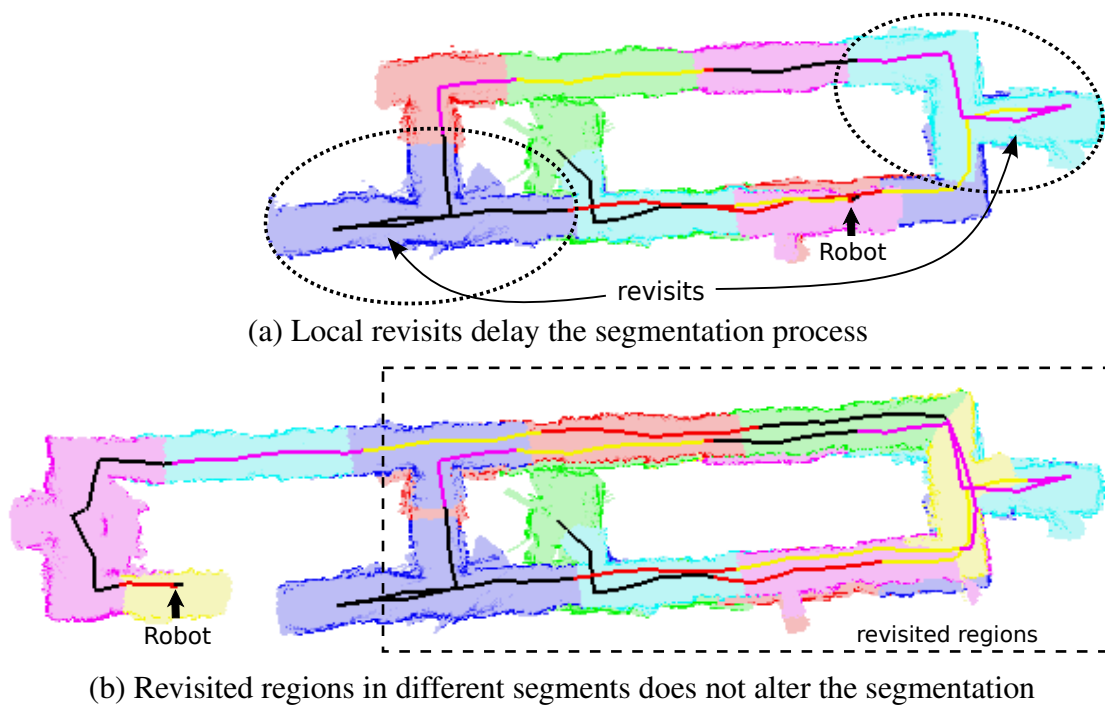 Robot
revisits
(a) Local revisits delay the segmentation process
Robot
revisited regions
(b) Revisited regions in different segments does not alter the segmentation